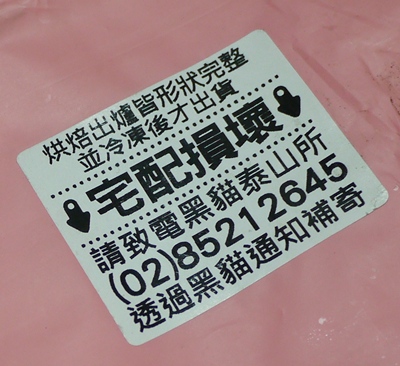 烘焙出爐皆形狀完整
並冷凍後才出貨
宅配損壞
請致電黑貓泰山所
(02)85212645
透過黑貓通知補寄